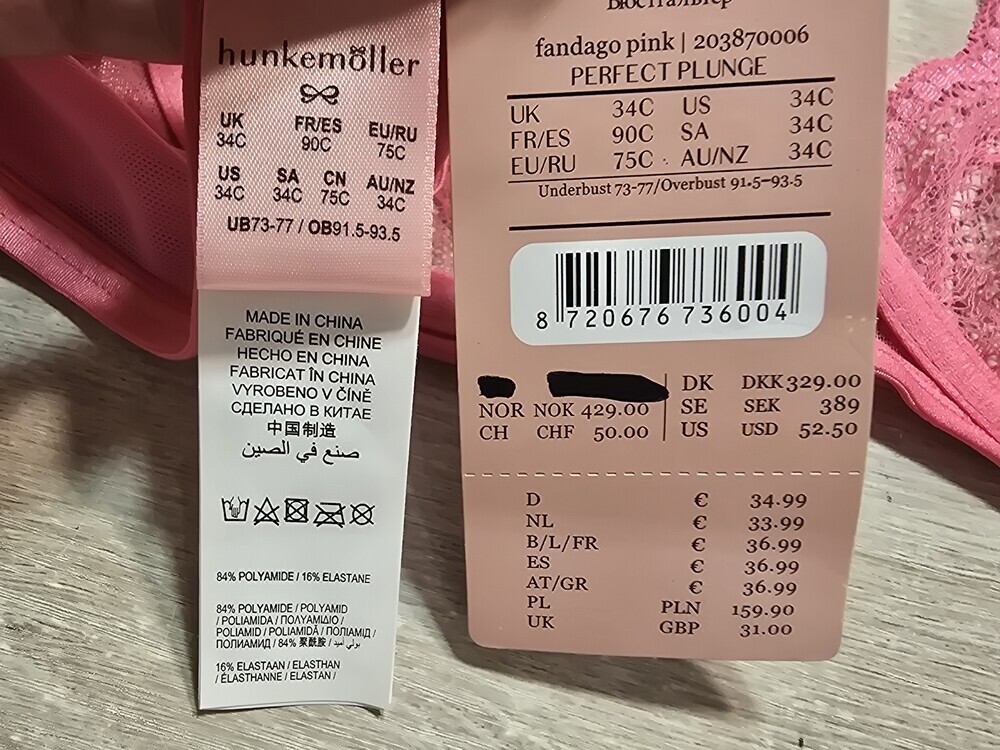 hunkemöller
UK FR/ES EU/RU
34C 90C 75C
US SA CN AU/NZ
34C 34C 75C 34C
UB73-77 / OB91.5-93.5
MADE IN CHINA
FABRIQUÉ EN CHINE
HECHO EN CHINA
FABRICAT ÎN CHINA
VYROBENO V ČÍNĚ
СДЕЛАНО В КИТАЕ
中国制造
صنع في الصين
84% POLYAMIDE / 16% ELASTANE
84% POLYAMIDE / POLYAMID
/ POLIAMIDA / ΠΟΛΥΑΜΙΔΙΟ /
POLIAMID / POLIAMIDĂ / ПОЛІАМІД /
ПОЛИАМИД / 84% 聚酰胺 / بولي أميد
16% ELASTAAN / ELASTHAN
/ ÉLASTHANNE / ELASTAN /
Бюстгальтер
fandago pink | 203870006
PERFECT PLUNGE
UK 34C US 34C
FR/ES 90C SA 34C
EU/RU 75C AU/NZ 34C
Underbust 73-77/Overbust 91.5-93.5
8 720676 736004
DK DKK 329.00
NOR NOK 429.00 SE SEK 389
CH CHF 50.00 US USD 52.50
D € 34.99
NL € 33.99
B/L/FR € 36.99
ES € 36.99
AT/GR € 36.99
PL PLN 159.90
UK GBP 31.00